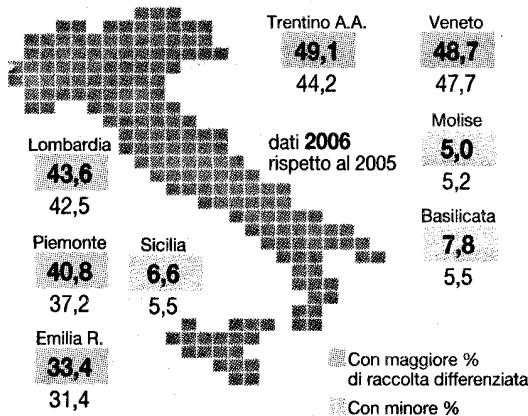 Trentino A.A.
49,1
44,2
Veneto
48,7
47,7
dati 2006
rispetto al 2005
Molise
5,0
5,2
Lombardia
43,6
42,5
Basilicata
7,8
5,5
Piemonte
40,8
37,2
Sicilia
6,6
5,5
Emilia R.
33,4
31,4
Con maggiore %
di raccolta differenziata
Con minore %